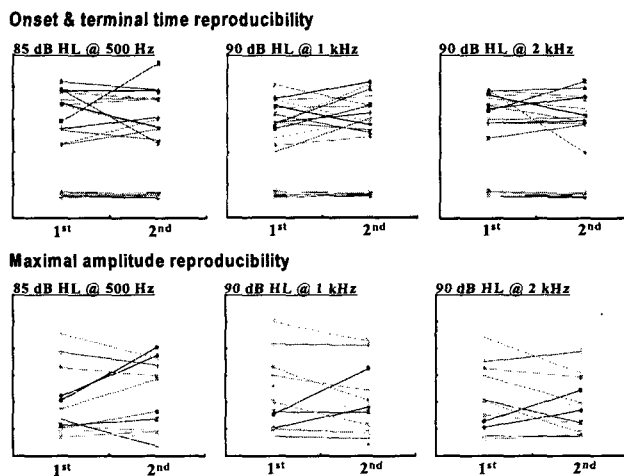 Onset & terminal time reproducibility
85 dB HL @ 500 Hz 90 dB HL @ 1 kHz 90 dB HL @ 2 kHz
1st 2nd 1st 2nd 1st 2nd
Maximal amplitude reproducibility
85 dB HL @ 500 Hz 90 dB HL @ 1 kHz 90 dB HL @ 2 kHz
1st 2nd 1st 2nd 1st 2nd